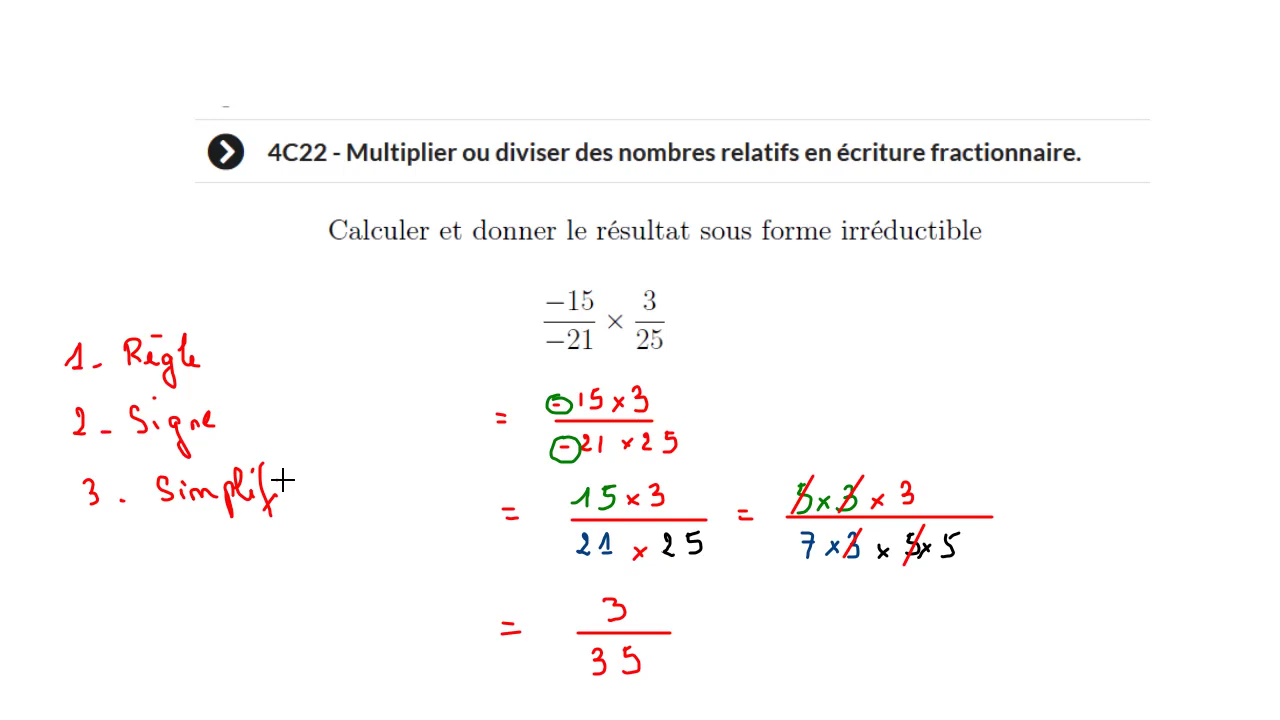 4C22 - Multiplier ou diviser des nombres relatifs en écriture fractionnaire.
Calculer et donner le résultat sous forme irréductible
−15/−21 × 3/25
1- Règle
2- Signe
3. Simplif
= -15 × 3 / -21 × 25
= 15 × 3 / 21 × 25 = 5 × 3 × 3 / 7 × 3 × 5 × 5
= 3 / 35